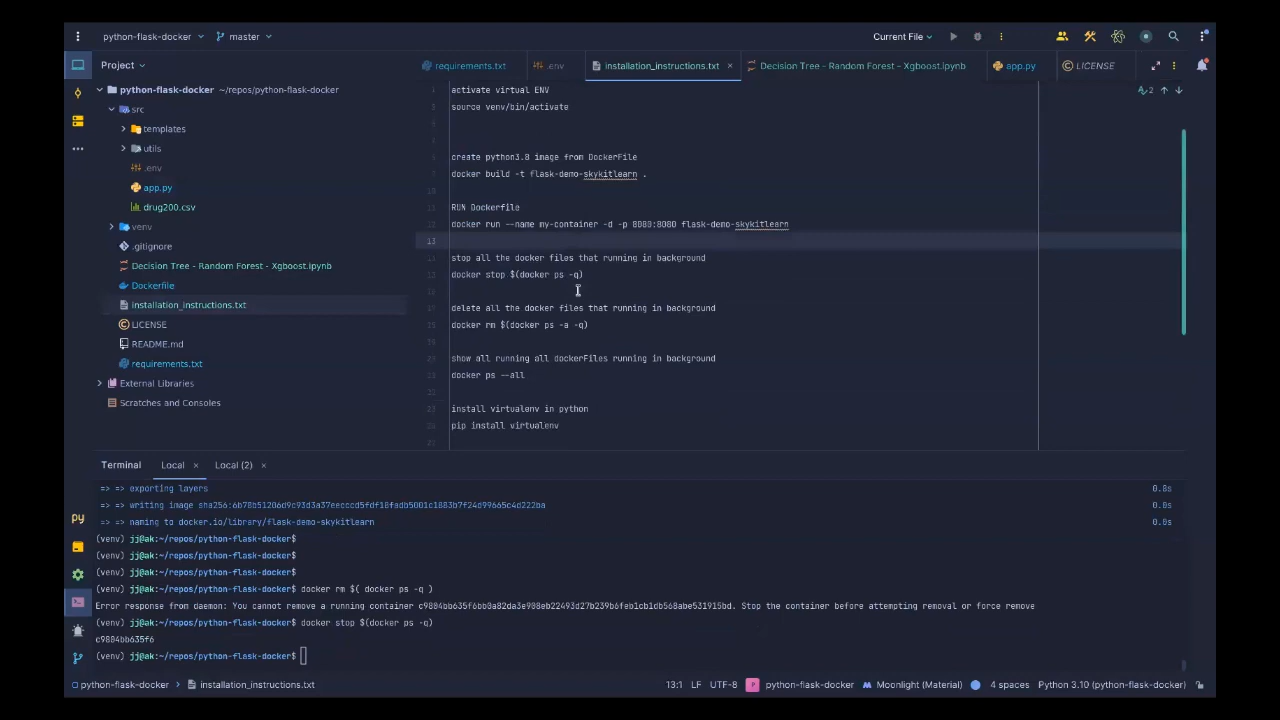 python-flask-docker
master
Current File
Project
requirements.txt
.env
installation_instructions.txt
Decision Tree - Random Forest - Xgboost.ipynb
app.py
LICENSE
python-flask-docker ~/repos/python-flask-docker
src
templates
utils
.env
app.py
drug200.csv
venv
.gitignore
Decision Tree - Random Forest - Xgboost.ipynb
Dockerfile
installation_instructions.txt
LICENSE
README.md
requirements.txt
External Libraries
Scratches and Consoles
activate virtual ENV
source venv/bin/activate
create python3.8 image from DockerFile
docker build -t flask-demo-skykitlearn .
RUN Dockerfile
docker run --name my-container -d -p 8080:8080 flask-demo-skykitlearn
13
stop all the docker files that running in background
docker stop $(docker ps -q)
delete all the docker files that running in background
docker rm $(docker ps -a -q)
show all running all dockerFiles running in background
docker ps --all
install virtualenv in python
pip install virtualenv
2
Terminal
Local
Local (2)
=> => exporting layers 0.8s
=> => writing image 0.0s
=> => naming to docker.io/library/flask-demo-skykitlearn 0.0s
(venv) jj@ak:~/repos/python-flask-docker$
(venv) jj@ak:~/repos/python-flask-docker$
(venv) jj@ak:~/repos/python-flask-docker$
(venv) jj@ak:~/repos/python-flask-docker$ docker rm $( docker ps -q )
Error response from daemon: You cannot remove a running container Stop the container before attempting removal or force remove
(venv) jj@ak:~/repos/python-flask-docker$ docker stop $(docker ps -q)
c9804bb635f6
(venv) jj@ak:~/repos/python-flask-docker$
python-flask-docker
installation_instructions.txt
13:1
LF
UTF-8
python-flask-docker
Moonlight (Material)
4 spaces
Python 3.10 (python-flask-docker)